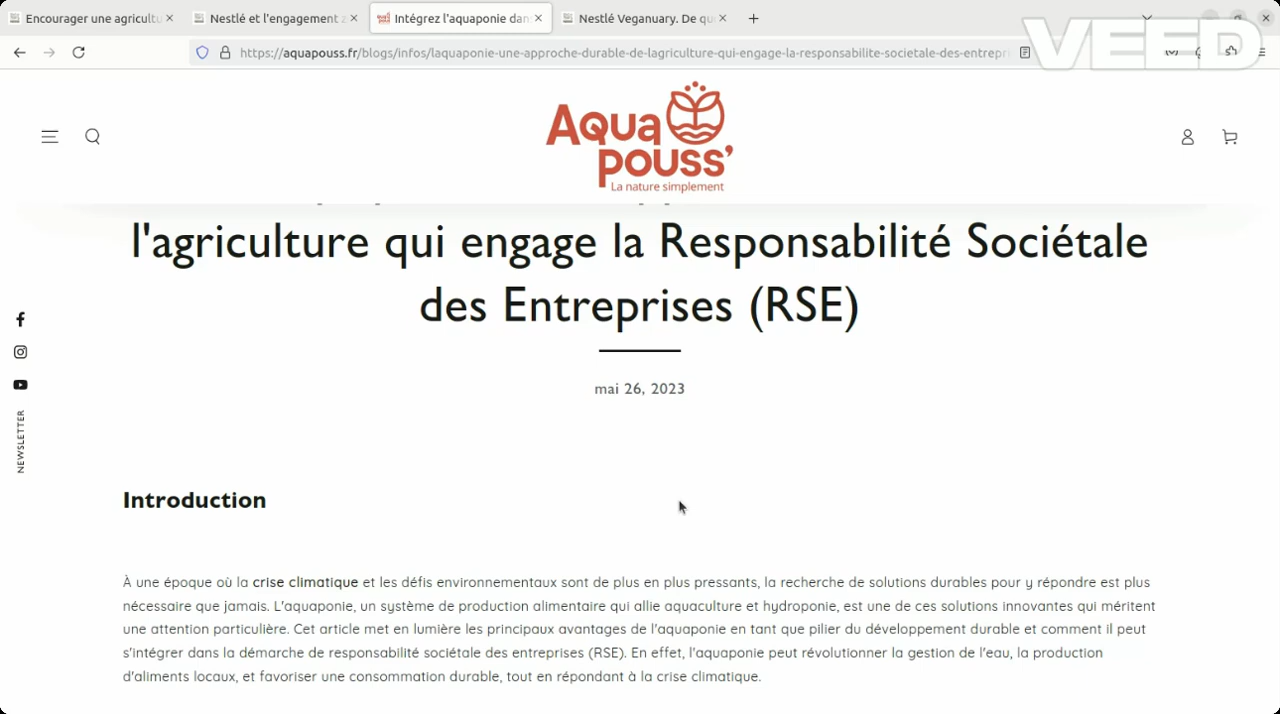 Encourager une agricultu
Nestlé et l'engagement z
Intégrez l'aquaponie dan
Nestlé Veganuary. De qu
VEED
https://aquapouss.fr/blogs/infos/laquaponie-une-approche-durable-de-lagriculture-qui-engage-la-responsabilite-societale-des-entrepri
Aqua
pouss'
La nature simplement
l'agriculture qui engage la Responsabilité Sociétale
des Entreprises (RSE)
mai 26, 2023
NEWSLETTER
Introduction
À une époque où la crise climatique et les défis environnementaux sont de plus en plus pressants, la recherche de solutions durables pour y répondre est plus
nécessaire que jamais. L'aquaponie, un système de production alimentaire qui allie aquaculture et hydroponie, est une de ces solutions innovantes qui méritent
une attention particulière. Cet article met en lumière les principaux avantages de l'aquaponie en tant que pilier du développement durable et comment il peut
s'intégrer dans la démarche de responsabilité sociétale des entreprises (RSE). En effet, l'aquaponie peut révolutionner la gestion de l'eau, la production
d'aliments locaux, et favoriser une consommation durable, tout en répondant à la crise climatique.